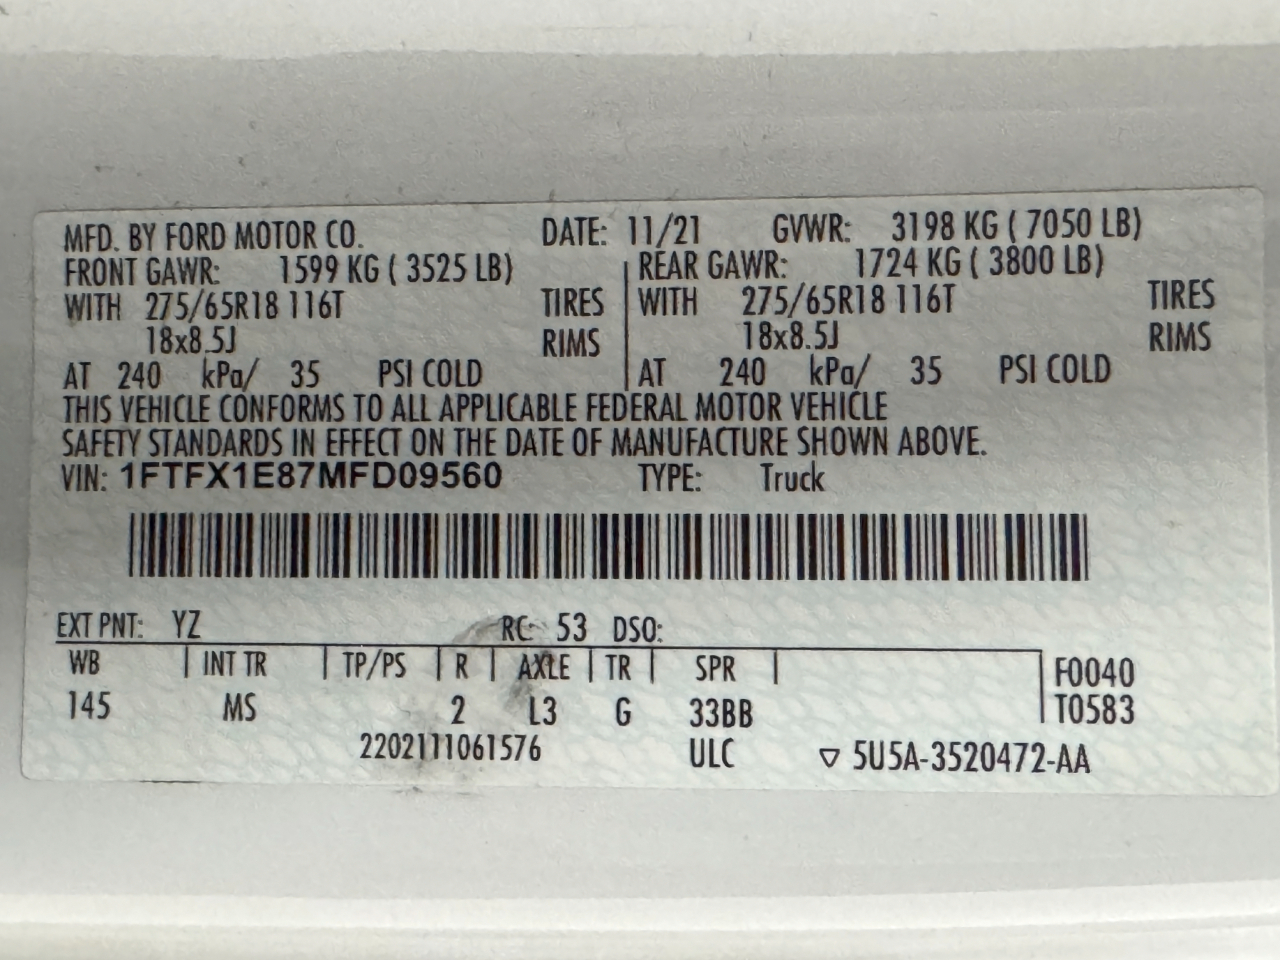 MFD. BY FORD MOTOR CO. DATE: 11/21 GVWR: 3198 KG ( 7050 LB)
FRONT GAWR: 1599 KG ( 3525 LB) REAR GAWR: 1724 KG ( 3800 LB)
WITH 275/65R18 116T TIRES WITH 275/65R18 116T TIRES
18x8.5J RIMS 18x8.5J RIMS
AT 240 kPa/ 35 PSI COLD AT 240 kPa/ 35 PSI COLD
THIS VEHICLE CONFORMS TO ALL APPLICABLE FEDERAL MOTOR VEHICLE
SAFETY STANDARDS IN EFFECT ON THE DATE OF MANUFACTURE SHOWN ABOVE.
VIN: 1FTFX1E87MFD09560 TYPE: Truck
EXT PNT: YZ RC: 53 DSO:
WB INT TR TP/PS R AXLE TR SPR F0040
145 MS 2 L3 G 33BB T0583
2202111061576 ULC ▽ 5U5A-3520472-AA